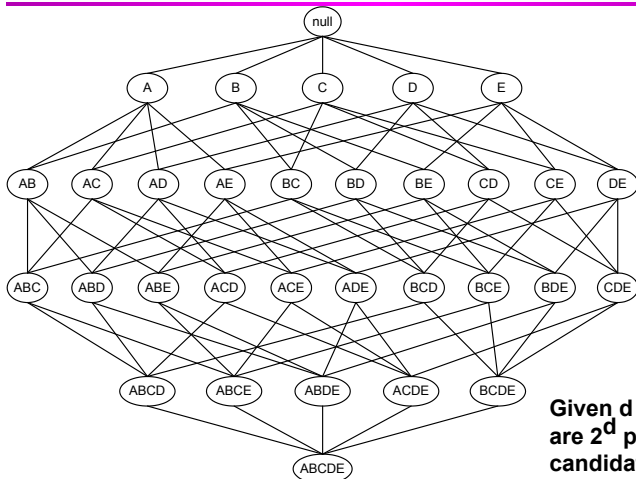 null
A B C D E
AB AC AD AE BC BD BE CD CE DE
ABC ABD ABE ACD ACE ADE BCD BCE BDE CDE
ABCD ABCE ABDE ACDE BCDE
ABCDE
Given d
are 2^d p
candida